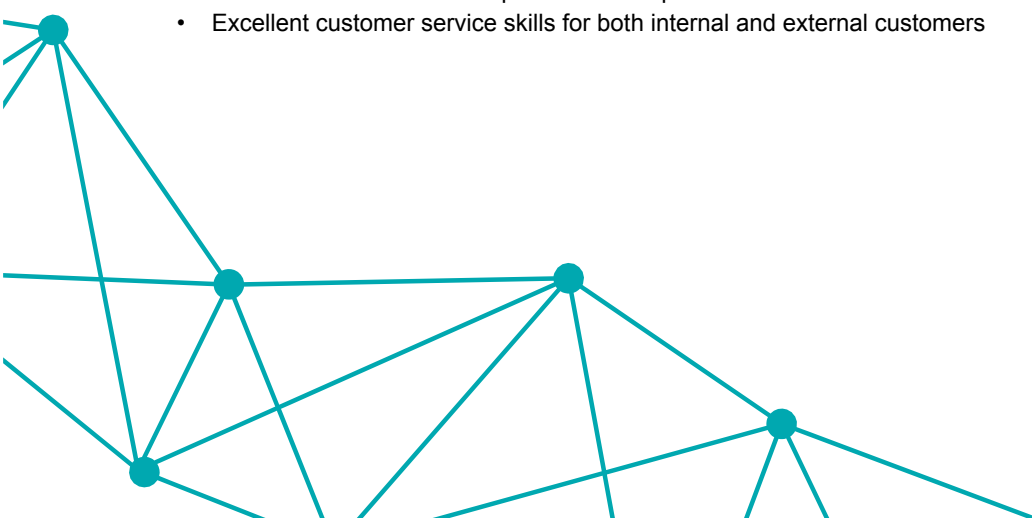 • Excellent customer service skills for both internal and external customers